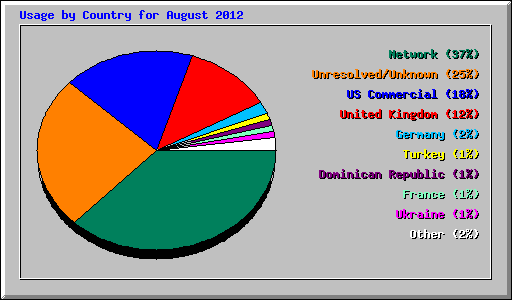 Usage by Country for August 2012
Network (37%)
Unresolved/Unknown (25%)
US Commercial (18%)
United Kingdom (12%)
Germany (2%)
Turkey (1%)
Dominican Republic (1%)
France (1%)
Ukraine (1%)
Other (2%)